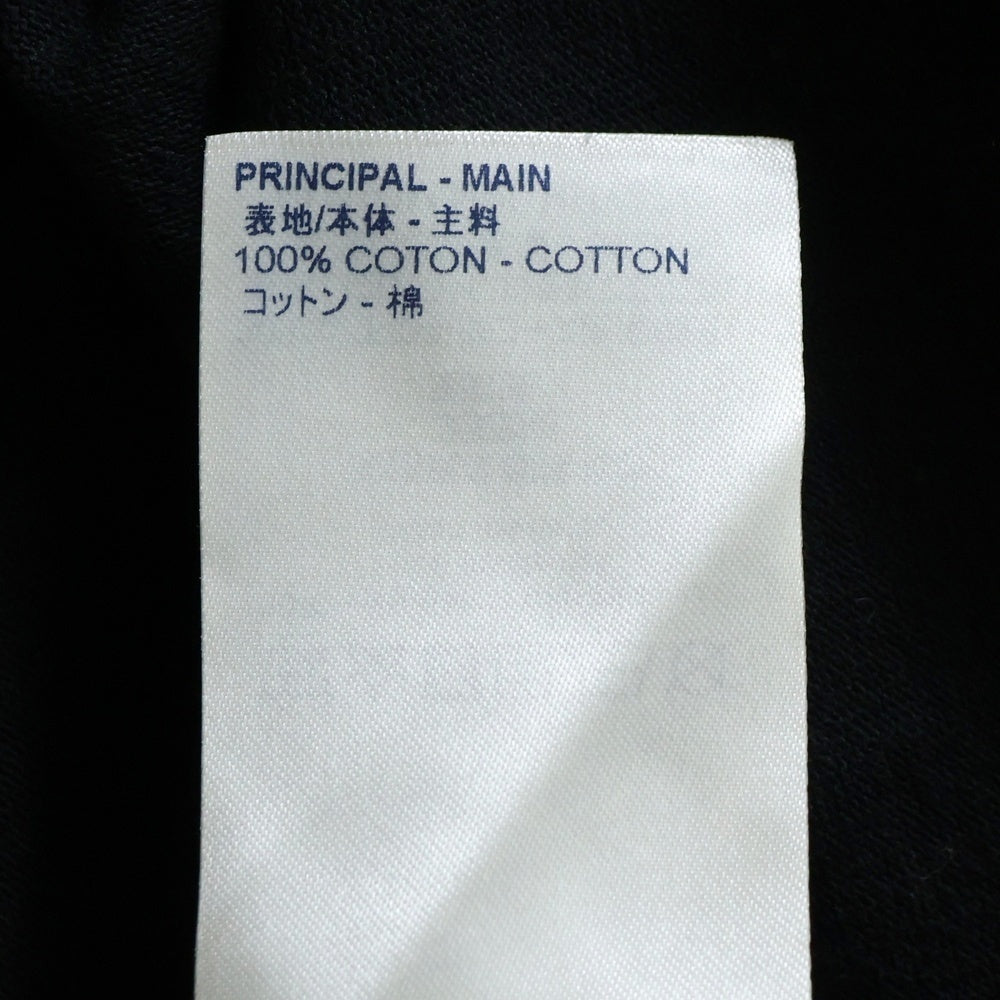 PRINCIPAL - MAIN
表地/本体 - 主料
100% COTON - COTTON
コットン - 棉